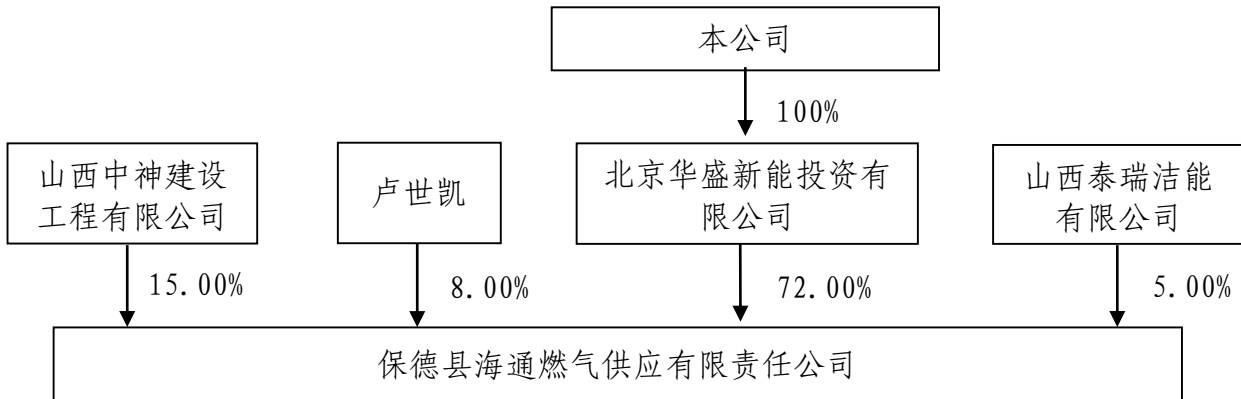 本公司
100%
山西中神建设
工程有限公司
卢世凯
北京华盛新能投资有
限公司
山西泰瑞洁能
有限公司
15.00%
8.00%
72.00%
5.00%
保德县海通燃气供应有限责任公司